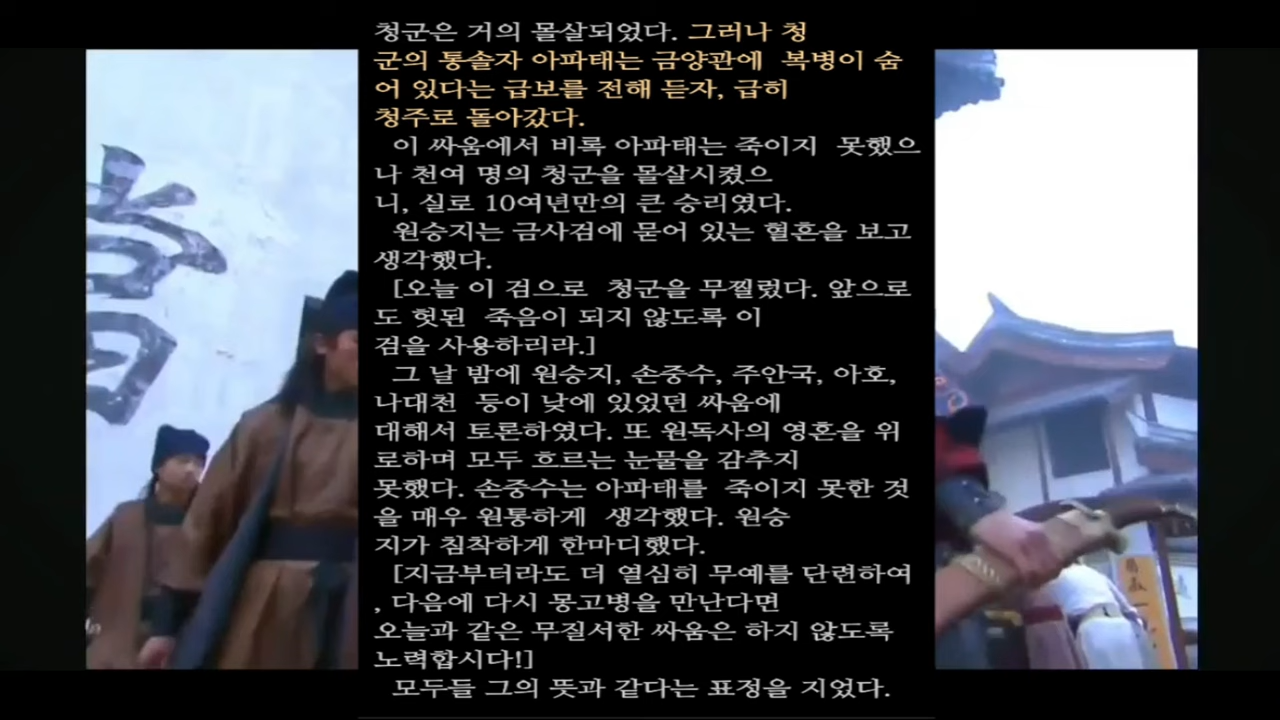 청군은 거의 몰살되었다. 그러나 청
군의 통솔자 아파태는 금양관에  복병이 숨
어 있다는 급보를 전해 듣자, 급히
청주로 돌아갔다.
이 싸움에서 비록 아파태는 죽이지  못했으
나 천여 명의 청군을 몰살시켰으
니, 실로 10여년만의 큰 승리였다.
원승지는 금사검에 묻어 있는 혈흔을 보고
생각했다.
[오늘 이 검으로  청군을 무찔렀다. 앞으로
도 헛된  죽음이 되지 않도록 이
검을 사용하리라.]
그 날 밤에 원승지, 손중수, 주안국, 아호,
나대천  등이 낮에 있었던 싸움에
대해서 토론하였다. 또 원독사의 영혼을 위
로하며 모두 흐르는 눈물을 감추지
못했다. 손중수는 아파태를  죽이지 못한 것
을 매우 원통하게  생각했다. 원승
지가 침착하게 한마디했다.
[지금부터라도 더 열심히 무예를 단련하여
, 다음에 다시 몽고병을 만난다면
오늘과 같은 무질서한 싸움은 하지 않도록
노력합시다!]
모두들 그의 뜻과 같다는 표정을 지었다.